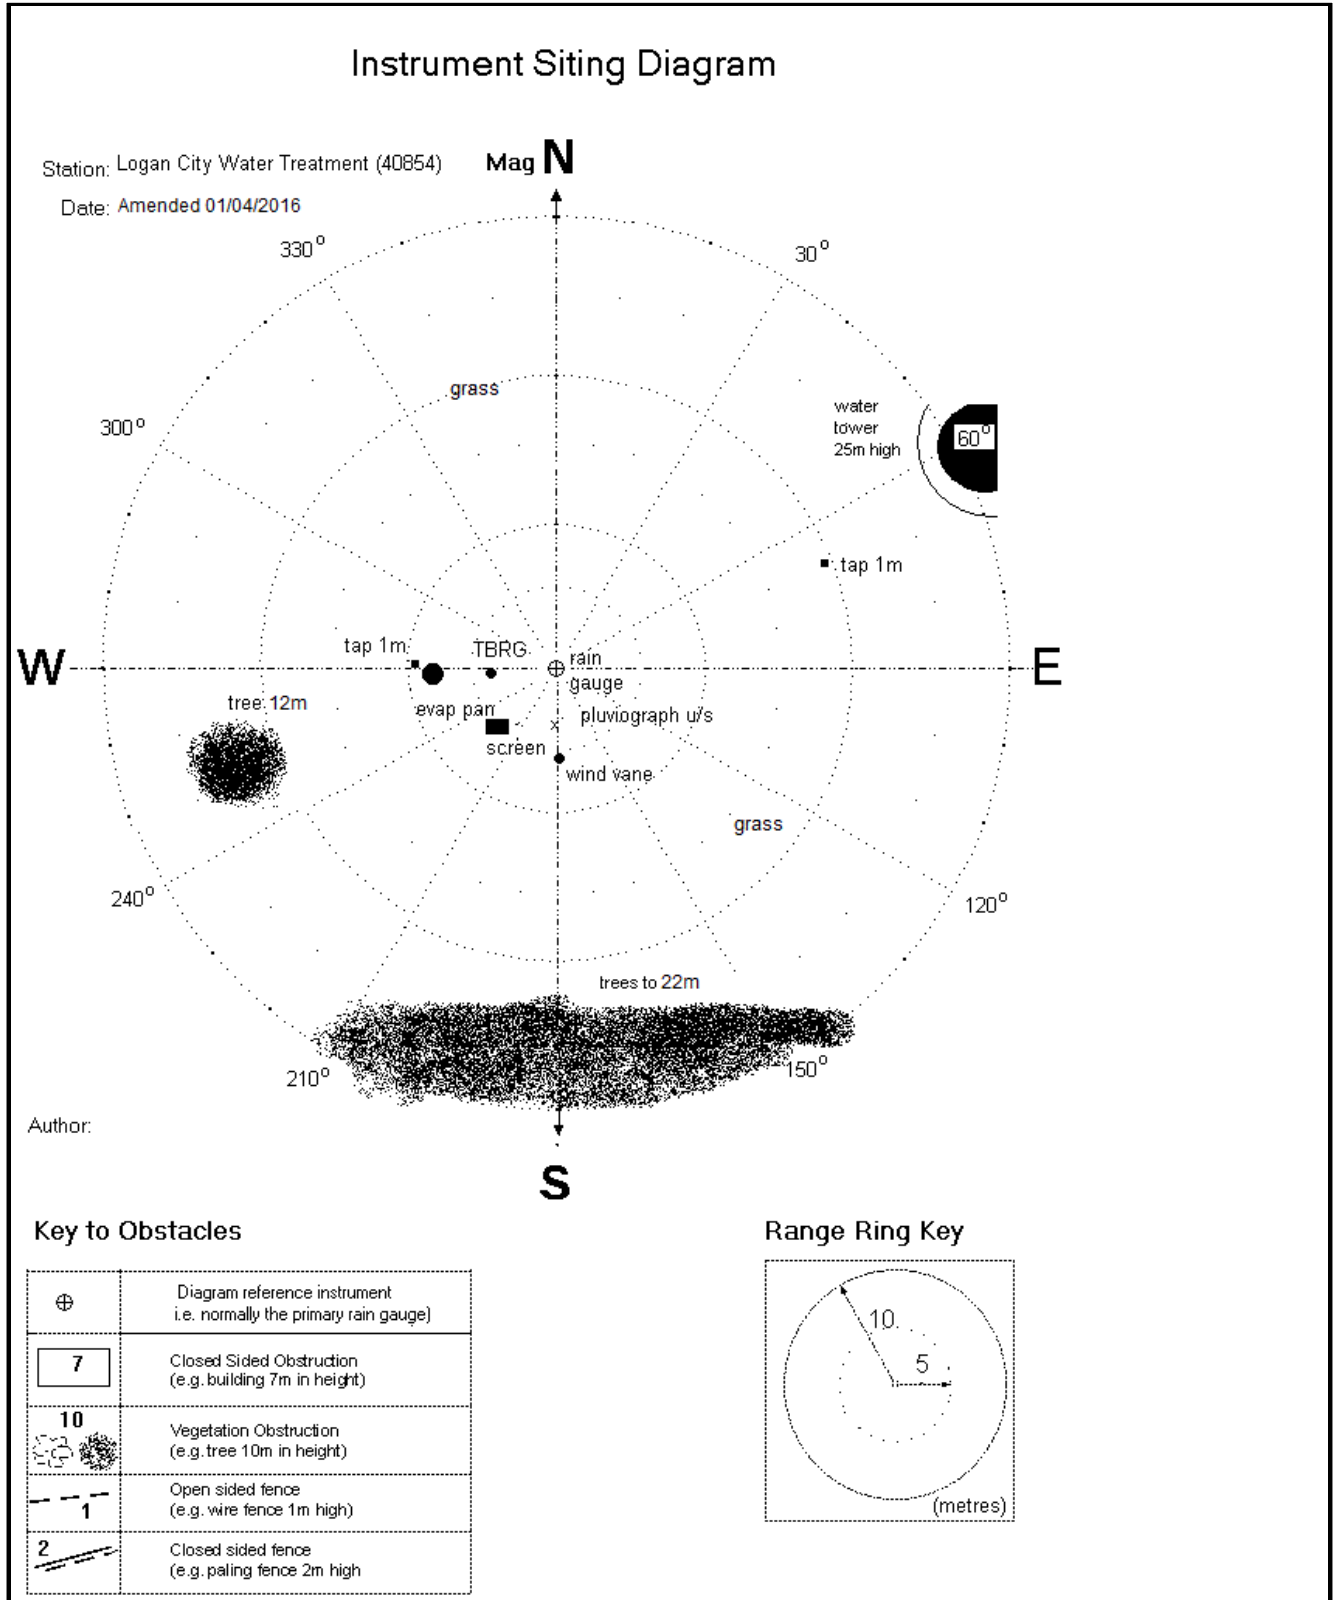 Instrument Siting Diagram
Station: Logan City Water Treatment (40854)
Mag N
Date: Amended 01/04/2016
330°
30°
grass
300°
water
tower
25m high
60°
tap 1m
tap 1m
TBRG
W
rain
gauge
E
tree 12m
evap pan
pluviograph u/s
screen
wind vane
grass
240°
120°
trees to 22m
210°
150°
Author:
S
Key to Obstacles
Range Ring Key
Diagram reference instrument
i.e. normally the primary rain gauge)
7
Closed Sided Obstruction
(e.g. building 7m in height)
10
Vegetation Obstruction
(e.g. tree 10m in height)
1
Open sided fence
(e.g. wire fence 1m high)
2
Closed sided fence
(e.g. paling fence 2m high
10
5
(metres)